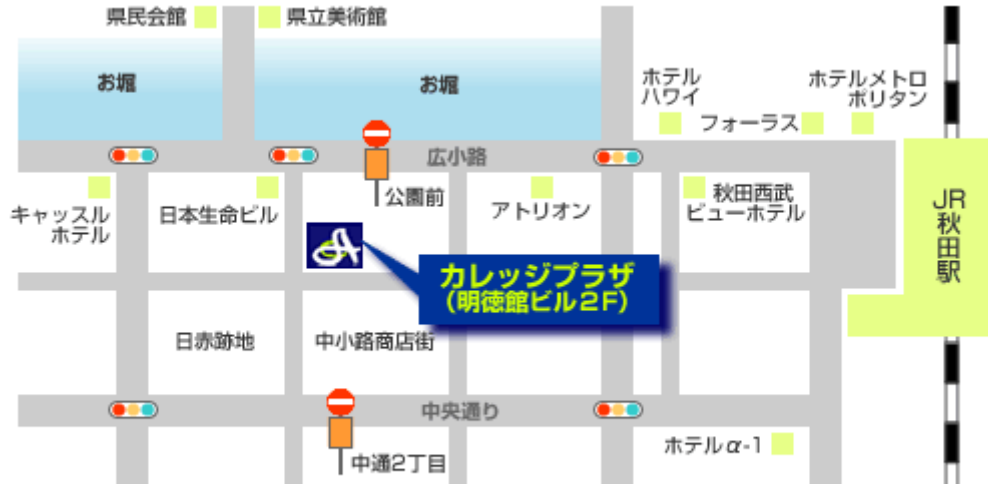 県民会館
県立美術館
お堀
お堀
ホテル
ハワイ
ホテルメトロ
ポリタン
フォーラス
広小路
公園前
キャッスル
ホテル
日本生命ビル
アトリオン
秋田西武
ビューホテル
JR
秋
田
駅
カレッジプラザ
(明徳館ビル2F)
日赤跡地
中小路商店街
中央通り
中通2丁目
ホテルα-1